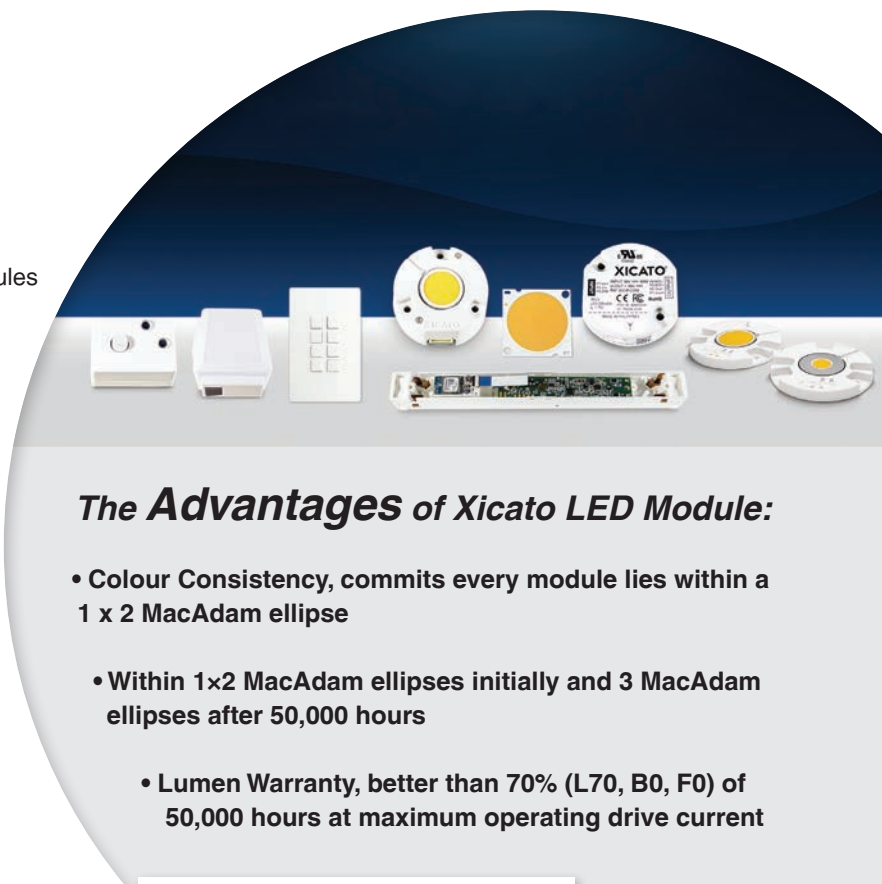 ules
XICATO
The Advantages of Xicato LED Module:
• Colour Consistency, commits every module lies within a
1 x 2 MacAdam ellipse
• Within 1×2 MacAdam ellipses initially and 3 MacAdam
ellipses after 50,000 hours
• Lumen Warranty, better than 70% (L70, B0, F0) of
50,000 hours at maximum operating drive current